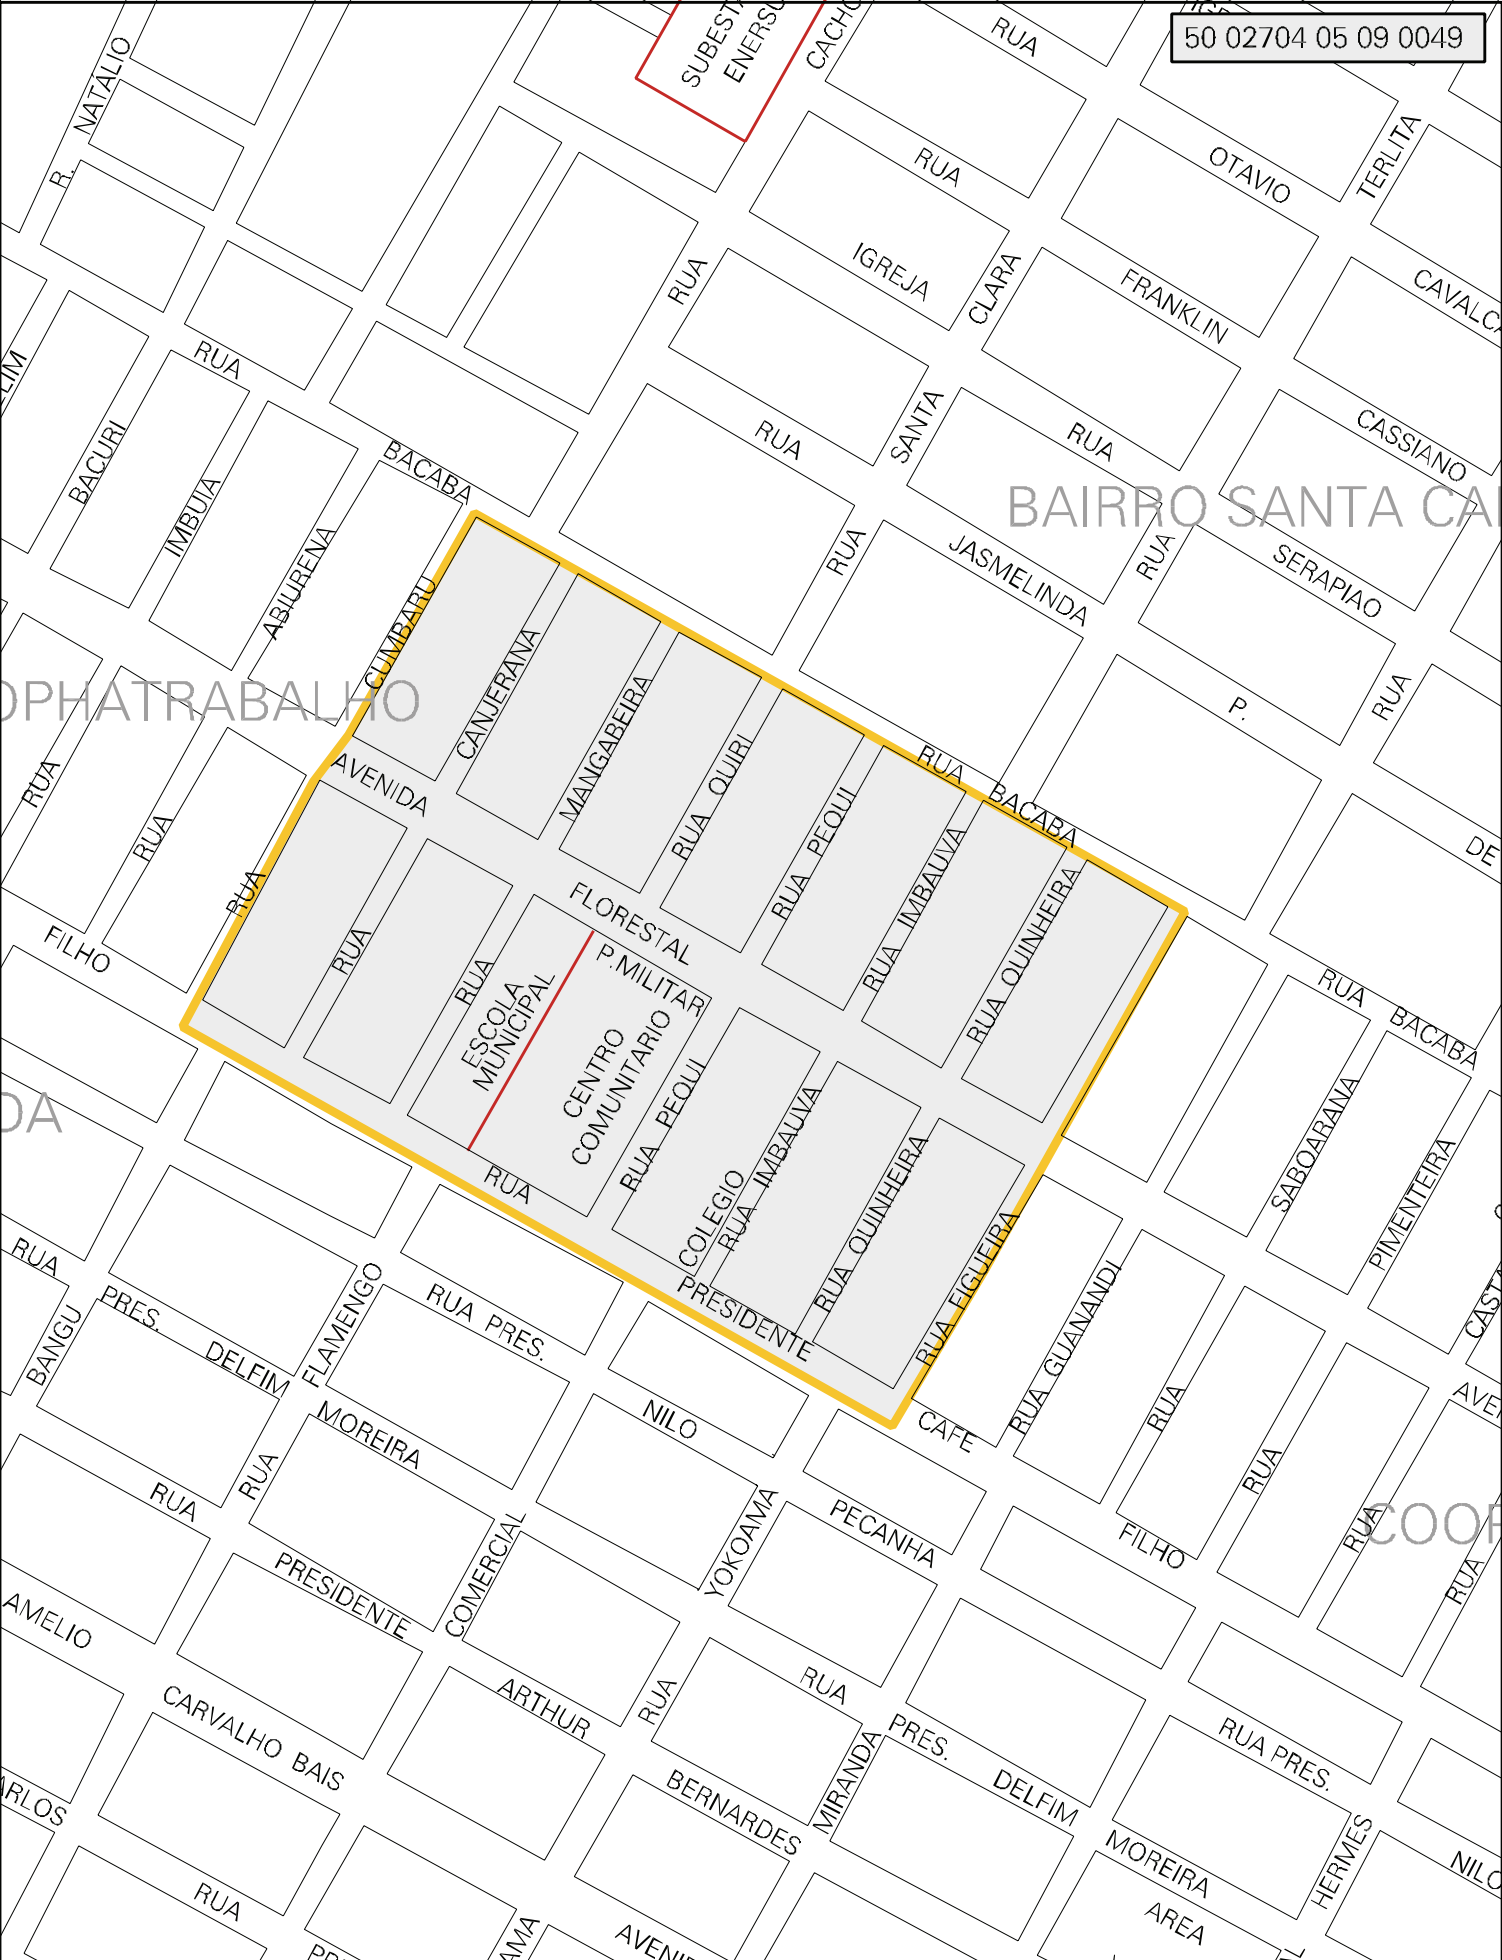 50 02704 05 09 0049
NATÁLIO
R.
CACHO
RUA
RUA
OTAVIO
TERLITA
IGREJA
RUA
CLARA
FRANKLIN
RUA
BACURI
IMBUIA
ABIURENA
BACABA
RUA
SANTA
RUA
CASSIANO
BAIRRO SANTA CA
RUA
JASMELINDA
RUA
SERAPIAO
CUMBARU
CANJERANA
MANGABEIRA
RUA QUIRI
RUA PEQUI
RUA IMBAUVA
RUA QUINHEIRA
RUA BACABA
P.
RUA
DE
OPHATRABALHO
RUA
RUA
RUA
AVENIDA
FLORESTAL
FILHO
RUA
RUA
ESCOLA
MUNICIPAL
P.MILITAR
CENTRO
COMUNITARIO
RUA PEQUI
COLEGIO
RUA IMBAUVA
RUA QUINHEIRA
RUA FIGUEIRA
RUA
PRESIDENTE
CAFE
FILHO
RUA BACABA
SABOARANA
PIMENTEIRA
RUA GUANANDI
RUA
RUA
RUA
RUA
COOP
DA
RUA
BANGU
PRES.
DELFIM
MOREIRA
FLAMENGO
RUA
RUA PRES.
NILO
PECANHA
RUA
PRESIDENTE
ARTHUR
BERNARDES
COMERCIAL
RUA
YOKOAMA
AMELIO
CARVALHO BAIS
RUA
PRES.
DELFIM
MOREIRA
MIRANDA
RUA PRES.
NILO
HERMES
AREA
ARLOS
RUA